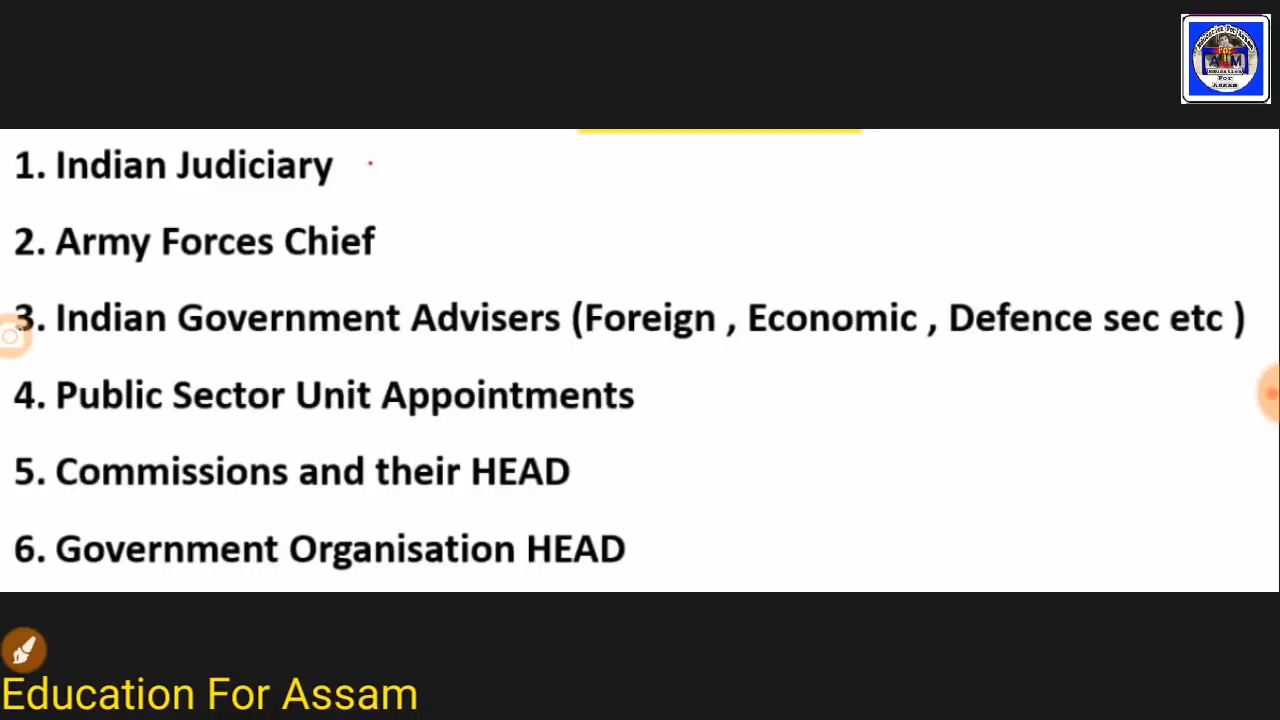 1. Indian Judiciary
2. Army Forces Chief
3. Indian Government Advisers (Foreign , Economic , Defence sec etc )
4. Public Sector Unit Appointments
5. Commissions and their HEAD
6. Government Organisation HEAD
Education For Assam